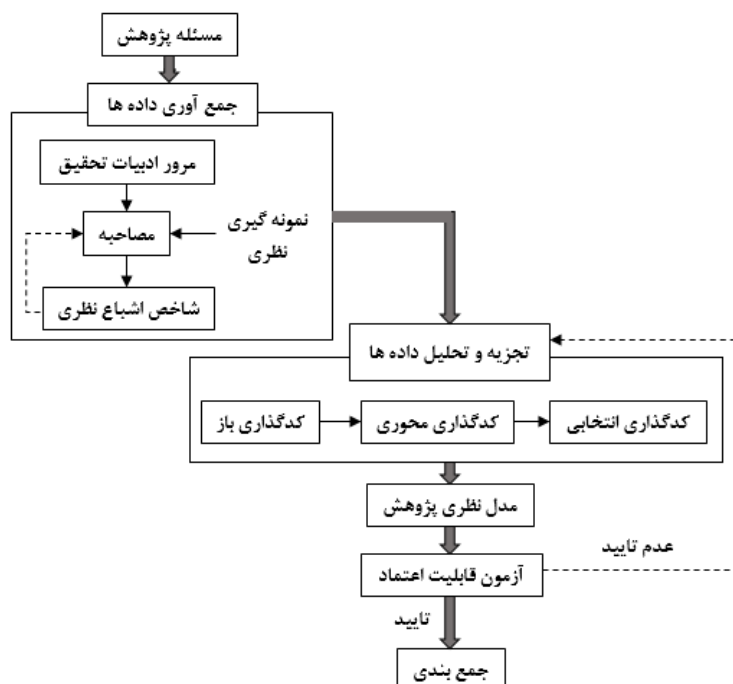 مسئله پژوهش
جمع آوری داده ها
مرور ادبیات تحقیق
مصاحبه
نمونه گیری
نظری
شاخص اشباع نظری
تجزیه و تحلیل داده ها
کدگذاری باز
کدگذاری محوری
کدگذاری انتخابی
مدل نظری پژوهش
آزمون قابلیت اعتماد
عدم تایید
تایید
جمع بندی